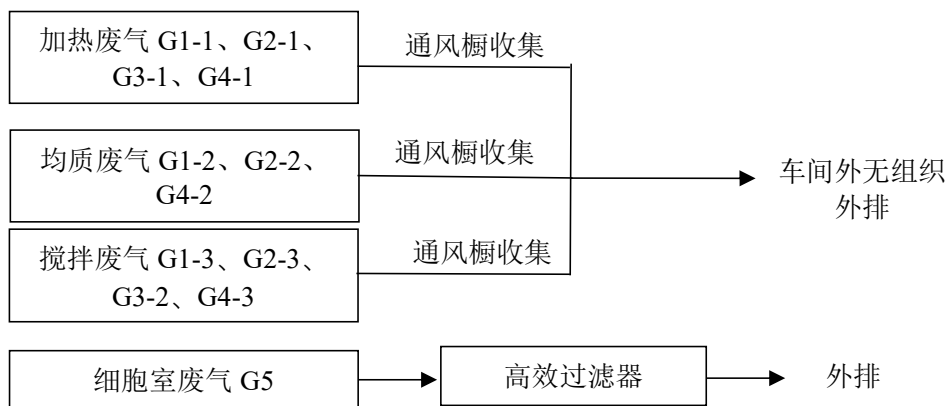 加热废气 G1-1、G2-1、
G3-1、G4-1
通风橱收集
均质废气 G1-2、G2-2、
G4-2
通风橱收集
车间外无组织
外排
搅拌废气 G1-3、G2-3、
G3-2、G4-3
通风橱收集
细胞室废气 G5
高效过滤器
外排